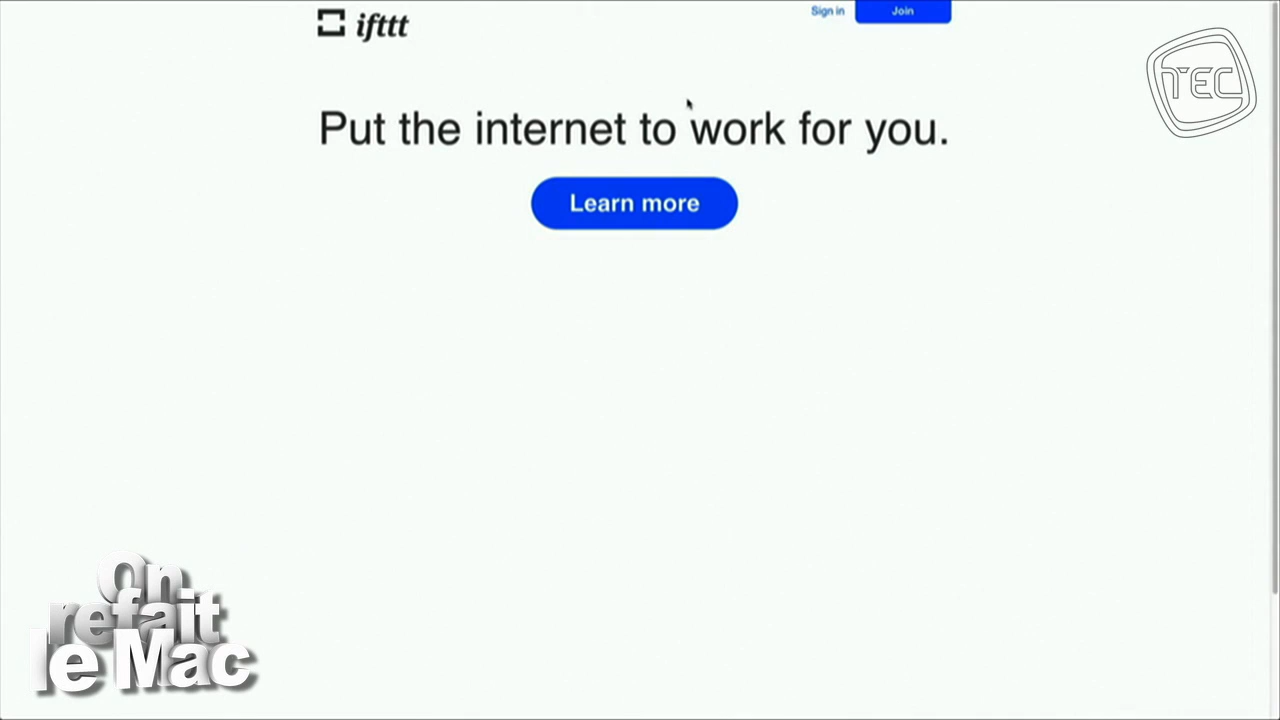 ifttt
Sign in
Join
TEC
Put the internet to work for you.
Learn more
On
refait
le Mac